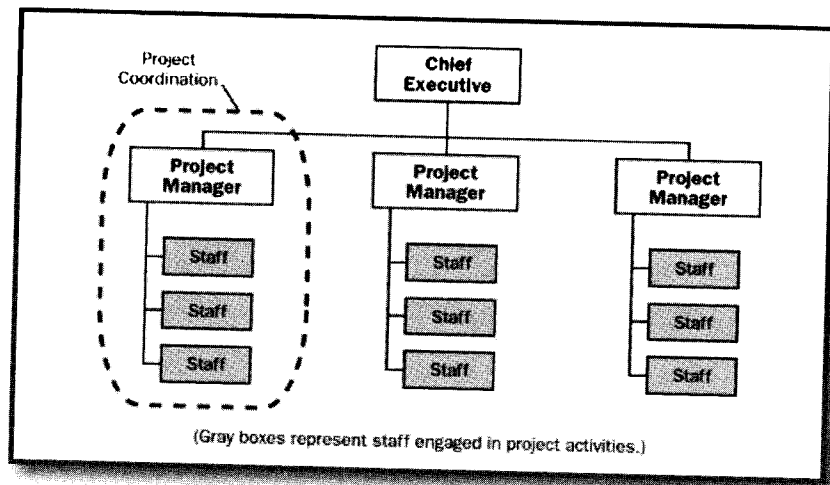 Project
Coordination
Chief
Executive
Project
Manager
Project
Manager
Project
Manager
Staff
Staff
Staff
Staff
Staff
Staff
Staff
Staff
Staff
(Gray boxes represent staff engaged in project activities.)